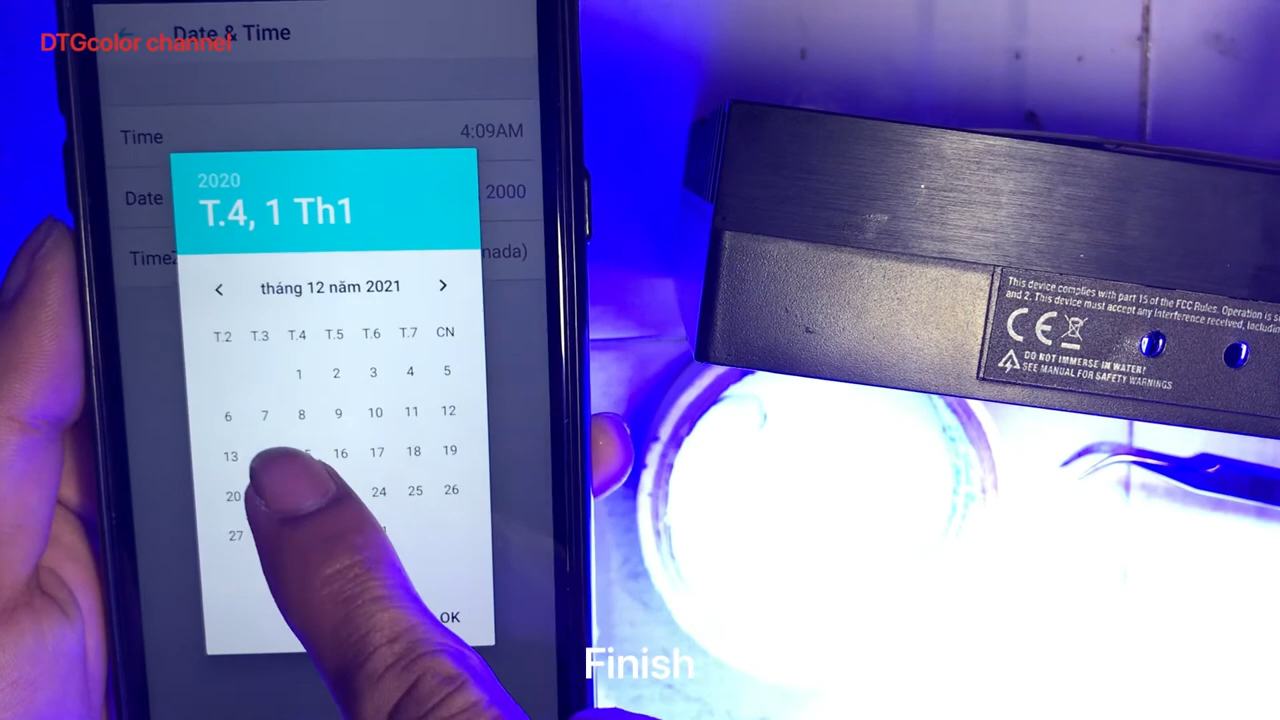 DTGcolor channel
Date & Time
Time
4:09AM
Date
2000
2020
T.4, 1 Th1
nada)
tháng 12 năm 2021
T.2 T.3 T.4 T.5 T.6 T.7 CN
1 2 3 4 5
6 7 8 9 10 11 12
13 16 17 18 19
20 24 25 26
27
OK
This device complies with part 15 of the FCC Rules. Operation is
and 2. This device must accept any interference received,
CE
DO NOT IMMERSE IN WATER!
SEE MANUAL FOR SAFETY WARNINGS
Finish